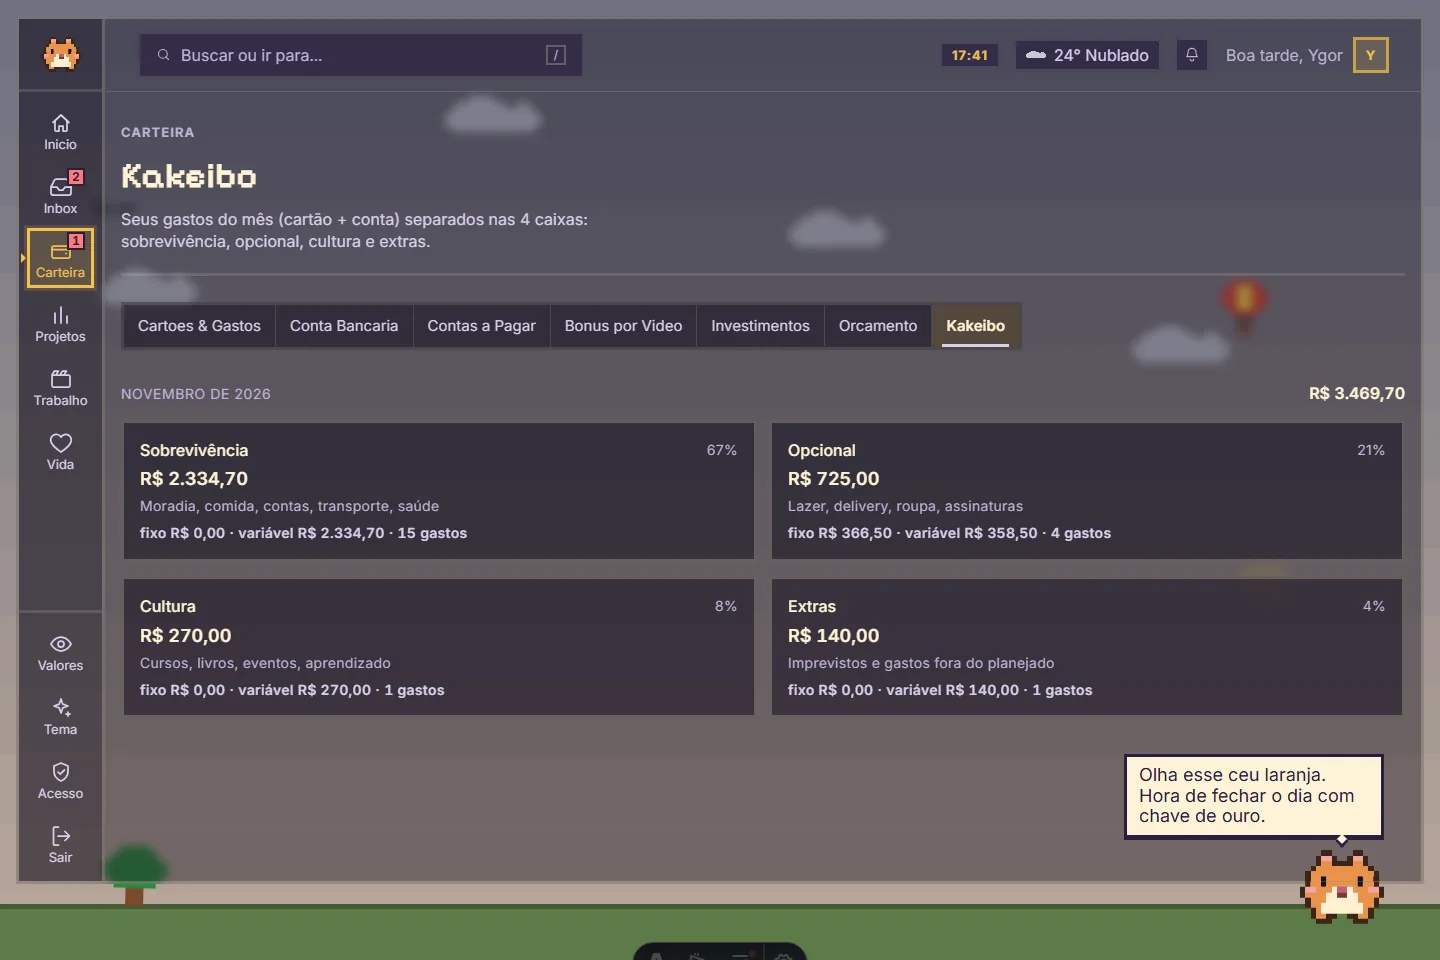 Buscar ou ir para...
/
17:41
24° Nublado
Boa tarde, Ygor
Y
Inicio
2
Inbox
1
Carteira
Projetos
Trabalho
Vida
Valores
Tema
Acesso
Sair
CARTEIRA
Kakeibo
Seus gastos do mês (cartão + conta) separados nas 4 caixas:
sobrevivência, opcional, cultura e extras.
Cartoes & Gastos
Conta Bancaria
Contas a Pagar
Bonus por Video
Investimentos
Orcamento
Kakeibo
NOVEMBRO DE 2026
R$ 3.469,70
Sobrevivência
67%
R$ 2.334,70
Moradia, comida, contas, transporte, saúde
fixo R$ 0,00 · variável R$ 2.334,70 · 15 gastos
Opcional
21%
R$ 725,00
Lazer, delivery, roupa, assinaturas
fixo R$ 366,50 · variável R$ 358,50 · 4 gastos
Cultura
8%
R$ 270,00
Cursos, livros, eventos, aprendizado
fixo R$ 0,00 · variável R$ 270,00 · 1 gastos
Extras
4%
R$ 140,00
Imprevistos e gastos fora do planejado
fixo R$ 0,00 · variável R$ 140,00 · 1 gastos
Olha esse ceu laranja.
Hora de fechar o dia com
chave de ouro.